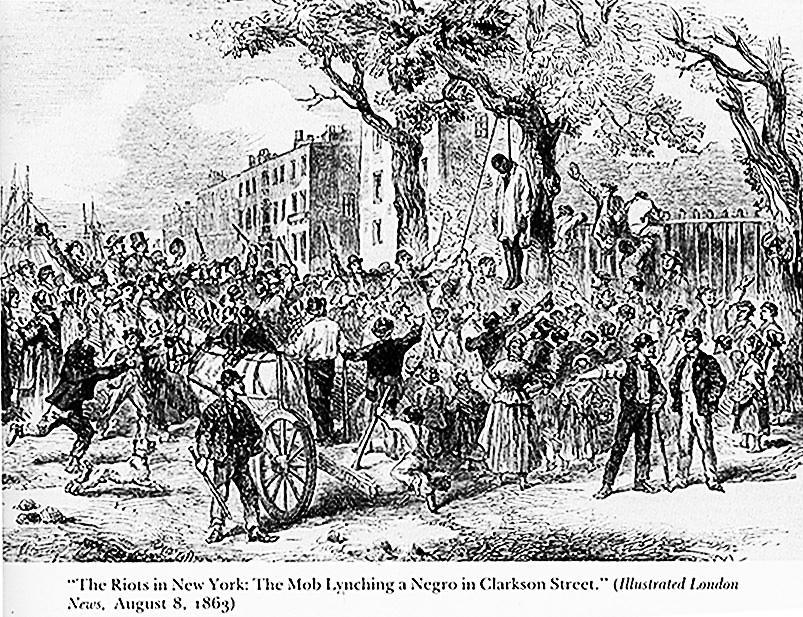 "The Riots in New York: The Mob Lynching a Negro in Clarkson Street." (Illustrated London
News, August 8, 1863)